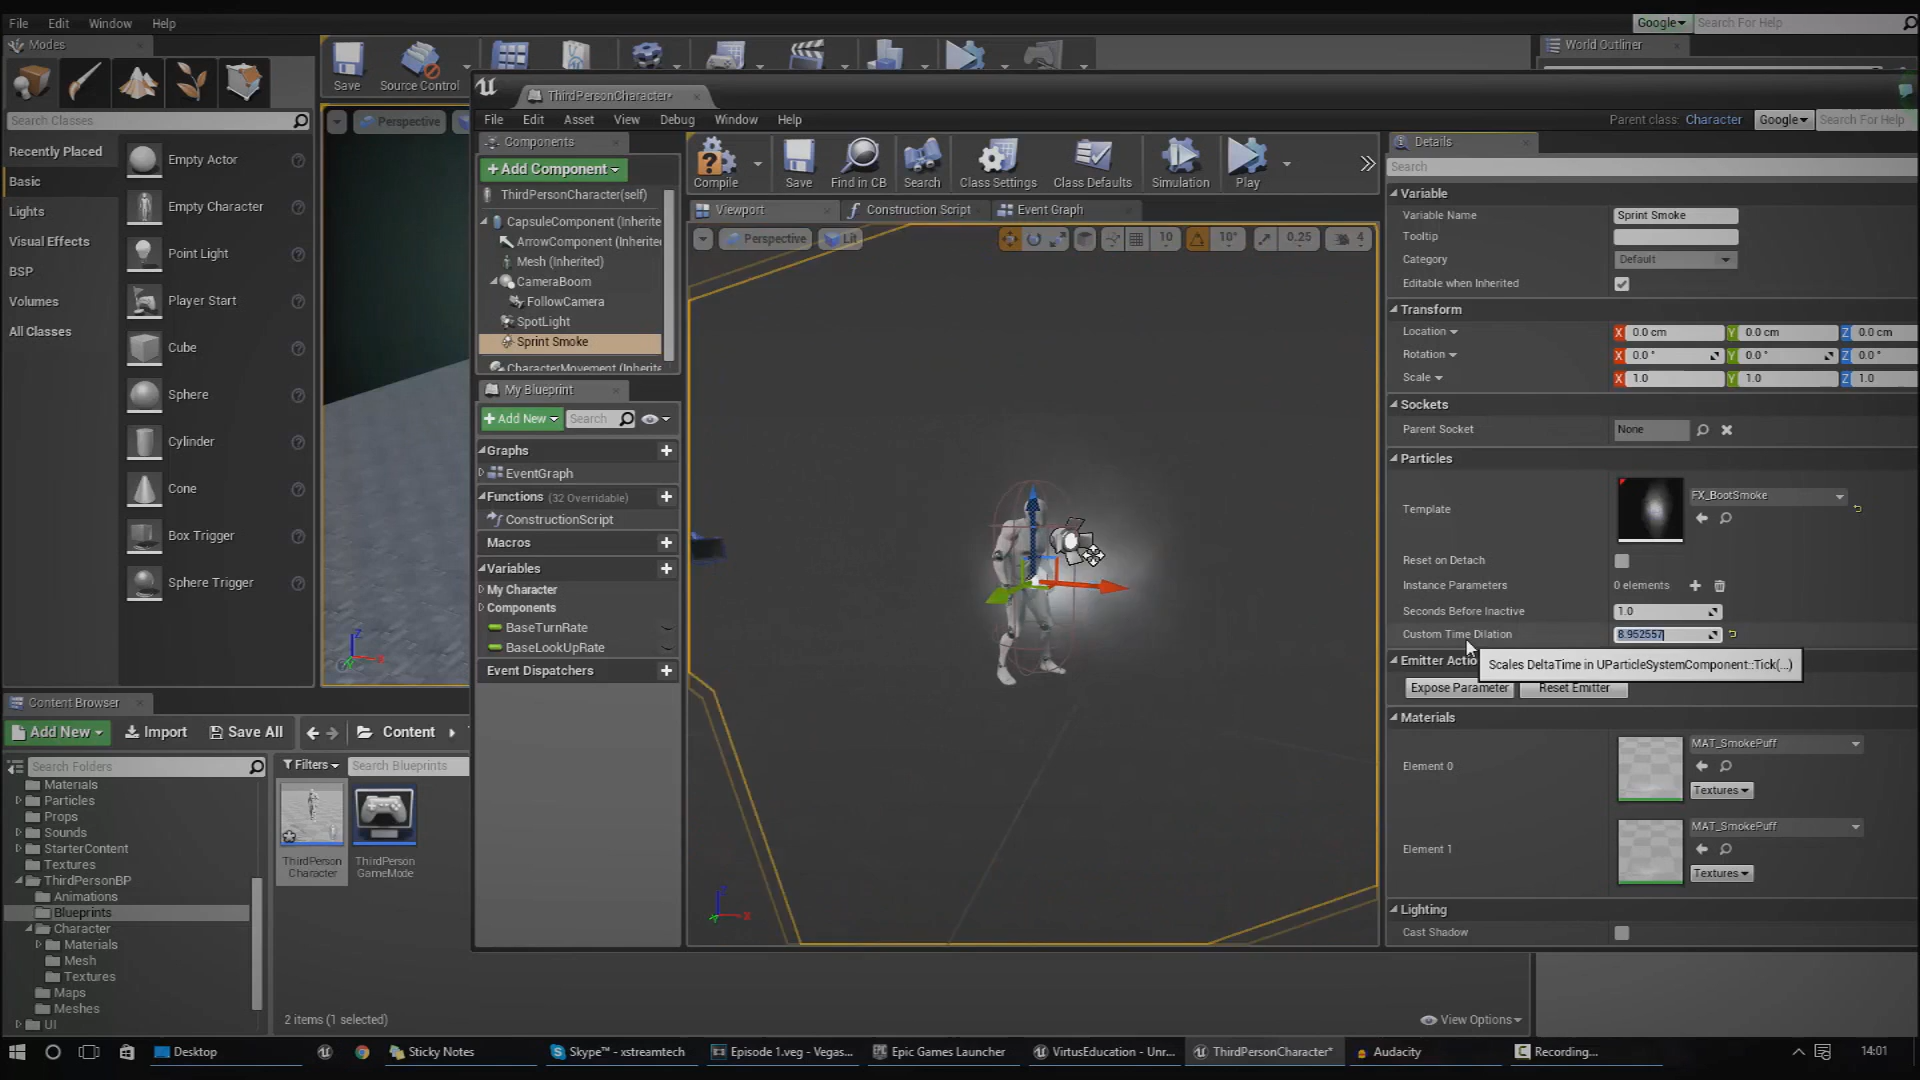 File Edit Window Help
Google Search For Help
Modes
World Outliner
Save
Source Control
Search Classes
Recently Placed
Basic
Lights
Visual Effects
BSP
Volumes
All Classes
Empty Actor
Empty Character
Point Light
Player Start
Cube
Sphere
Cylinder
Cone
Box Trigger
Sphere Trigger
Perspective
ThirdPersonCharacter*
File Edit Asset View Debug Window Help
Parent class: Character Google Search For Help
Components
+ Add Component
ThirdPersonCharacter(self)
CapsuleComponent (Inherite
ArrowComponent (Inherite
Mesh (Inherited)
CameraBoom
FollowCamera
SpotLight
Sprint Smoke
CharacterMovement (Inherite
My Blueprint
+ Add New Search
Graphs
EventGraph
Functions (32 Overridable)
ConstructionScript
Macros
Variables
My Character
Components
BaseTurnRate
BaseLookUpRate
Event Dispatchers
Compile Save Find in CB Search Class Settings Class Defaults Simulation Play
Viewport Construction Script Event Graph
Perspective Lit 10 10° 0.25 4
Z X
X
Details
Search
Variable
Variable Name Sprint Smoke
Tooltip
Category Default
Editable when Inherited
Transform
Location X 0.0 cm Y 0.0 cm Z 0.0 cm
Rotation X 0.0 ° Y 0.0 ° Z 0.0 °
Scale X 1.0 Y 1.0 Z 1.0
Sockets
Parent Socket None
Particles
Template FX_BootSmoke
Reset on Detach
Instance Parameters 0 elements
Seconds Before Inactive 1.0
Custom Time Dilation 8.952557
Emitter Actio
Scales DeltaTime in UParticleSystemComponent::Tick(...)
Expose Parameter Reset Emitter
Materials
Element 0 MAT_SmokePuff
Textures
Element 1 MAT_SmokePuff
Textures
Lighting
Cast Shadow
Content Browser
Add New Import Save All Content
Search Folders
Filters Search Blueprints
Materials
Particles
Props
Sounds
StarterContent
Textures
ThirdPersonBP
Animations
Blueprints
Character
Materials
Mesh
Textures
Maps
Meshes
UI
ThirdPerson
Character
ThirdPerson
GameMode
2 items (1 selected)
View Options
Desktop
Sticky Notes
Skype™ - xstreamtech
Episode 1.veg - Vegas...
Epic Games Launcher
VirtusEducation - Unr...
ThirdPersonCharacter*
Audacity
Recording...
14:01